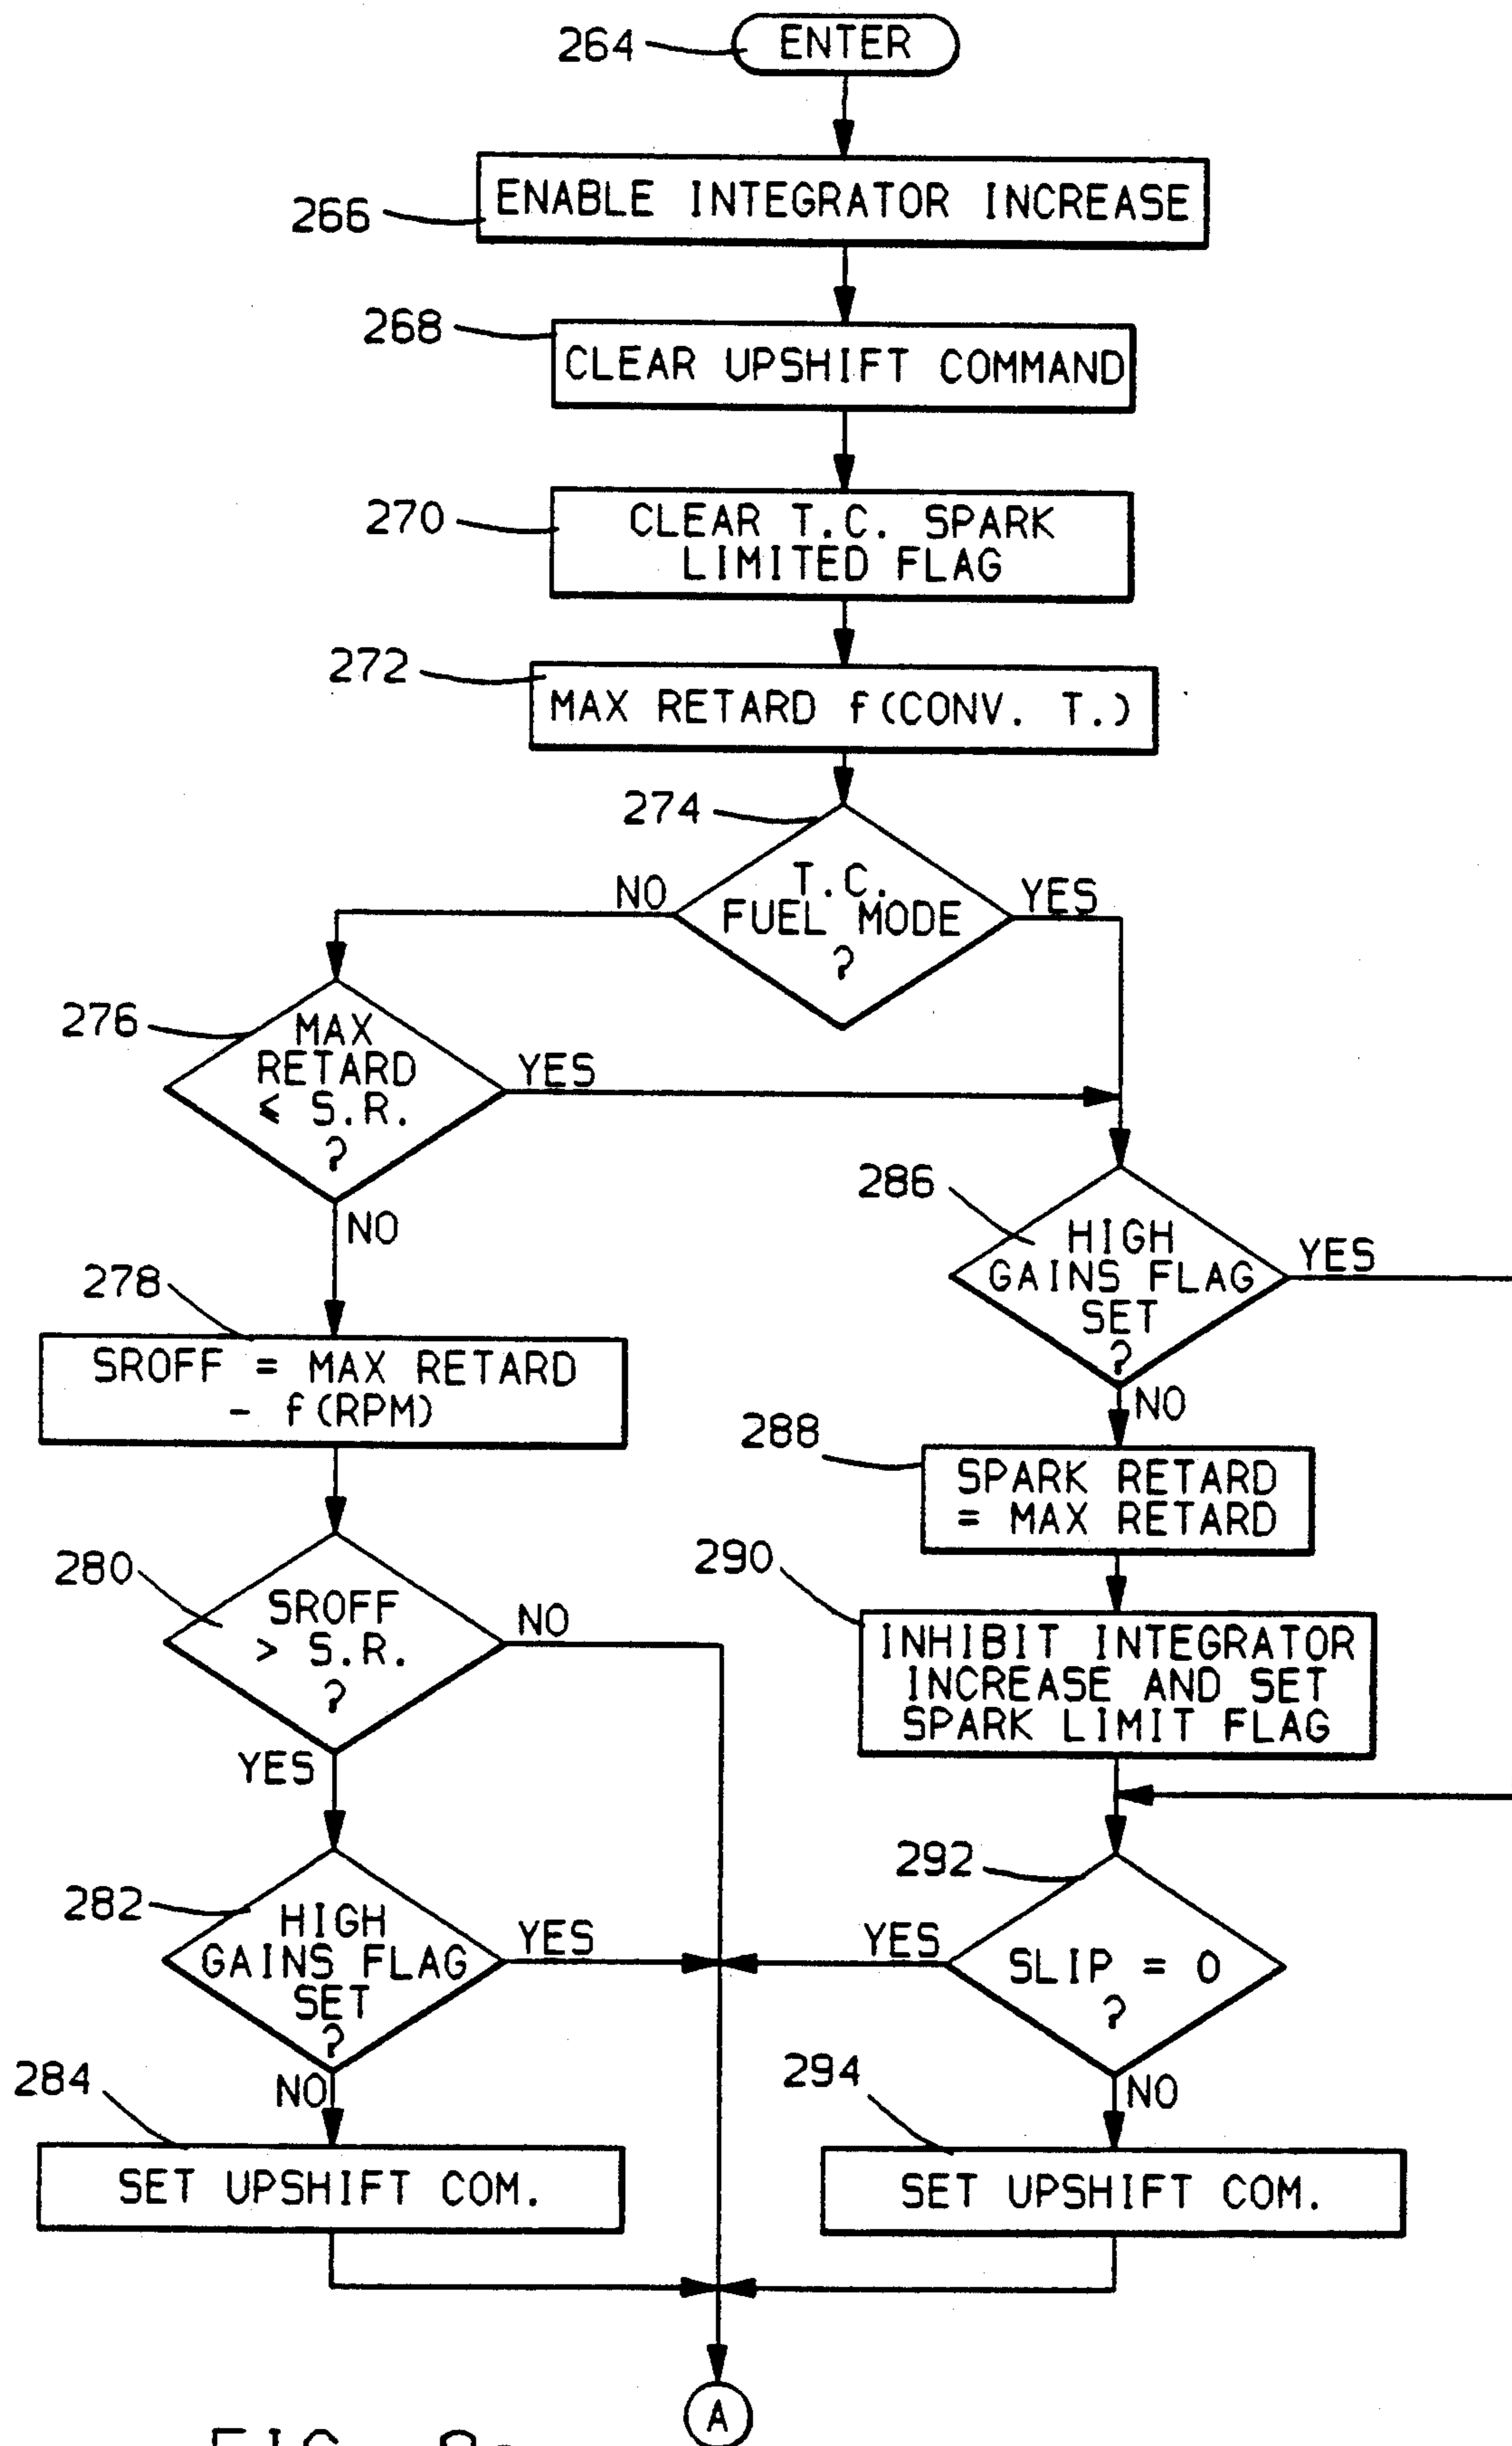 264
ENTER
266
ENABLE INTEGRATOR INCREASE
268
CLEAR UPSHIFT COMMAND
270
CLEAR T.C. SPARK
LIMITED FLAG
272
MAX RETARD f(CONV. T.)
274
T.C.
FUEL MODE
?
NO
YES
276
MAX
RETARD
≤ S.R.
?
YES
NO
286
HIGH
GAINS FLAG
SET
?
YES
NO
278
SROFF = MAX RETARD
- f(RPM)
288
SPARK RETARD
= MAX RETARD
280
SROFF
> S.R.
?
NO
YES
290
INHIBIT INTEGRATOR
INCREASE AND SET
SPARK LIMIT FLAG
282
HIGH
GAINS FLAG
SET
?
YES
NO
292
SLIP = 0
?
YES
NO
284
SET UPSHIFT COM.
294
SET UPSHIFT COM.
A